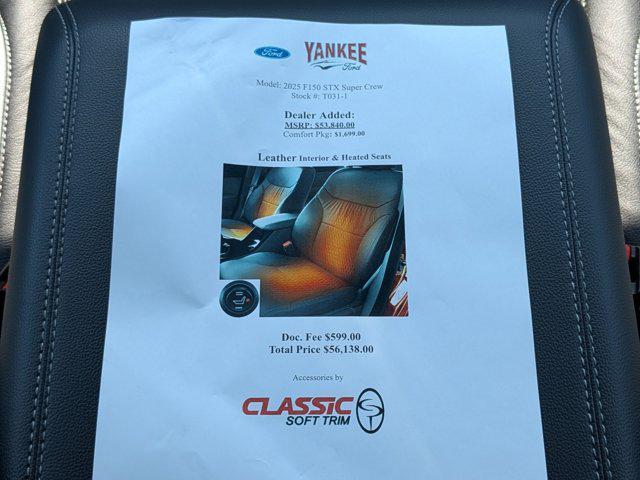 Ford YANKEE
Ford
Model: 2025 F150 STX Super Crew
Stock #: T031-1
Dealer Added:
MSRP: $53,840.00
Comfort Pkg: $1,699.00
Leather Interior & Heated Seats
Doc. Fee $599.00
Total Price $56,138.00
Accessories by
CLASSIC
SOFT TRIM